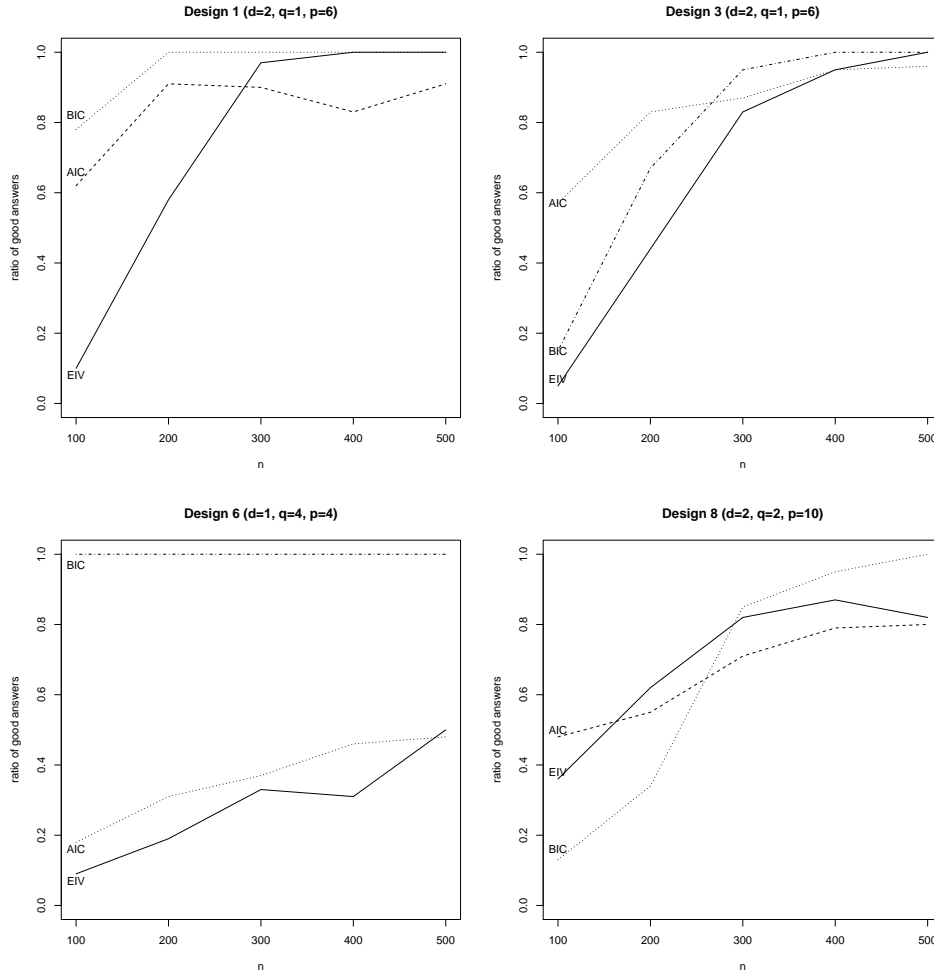 Design 1 (d=2, q=1, p=6)
ratio of good answers
1.0
0.8
0.6
0.4
0.2
0.0
BIC
AIC
EIV
100 200 300 400 500
n
Design 3 (d=2, q=1, p=6)
ratio of good answers
1.0
0.8
0.6
0.4
0.2
0.0
AIC
BIC
EIV
100 200 300 400 500
n
Design 6 (d=1, q=4, p=4)
ratio of good answers
1.0
0.8
0.6
0.4
0.2
0.0
BIC
AIC
EIV
100 200 300 400 500
n
Design 8 (d=2, q=2, p=10)
ratio of good answers
1.0
0.8
0.6
0.4
0.2
0.0
AIC
EIV
BIC
100 200 300 400 500
n